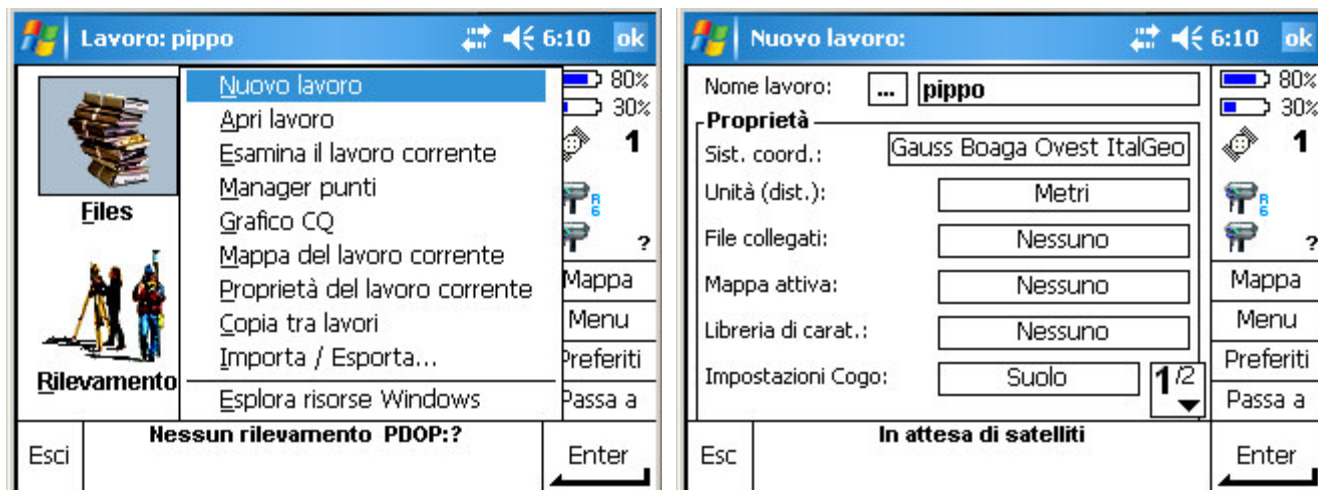 Lavoro: pippo
6:10 ok
Nuovo lavoro
Apri lavoro
Esamina il lavoro corrente
Manager punti
Grafico CQ
Mappa del lavoro corrente
Proprietà del lavoro corrente
Copia tra lavori
Importa / Esporta...
Esplora risorse Windows
Files
Rilevamento
80%
30%
1
R
6
?
Mappa
Menu
Preferiti
Passa a
Esci
Nessun rilevamento PDOP:?
Enter
Nuovo lavoro:
6:10 ok
Nome lavoro: ... pippo
Proprietà
Sist. coord.: Gauss Boaga Ovest ItalGeo
Unità (dist.): Metri
File collegati: Nessuno
Mappa attiva: Nessuno
Libreria di carat.: Nessuno
Impostazioni Cogo: Suolo
1/2
80%
30%
1
R
6
?
Mappa
Menu
Preferiti
Passa a
Esc
In attesa di satelliti
Enter